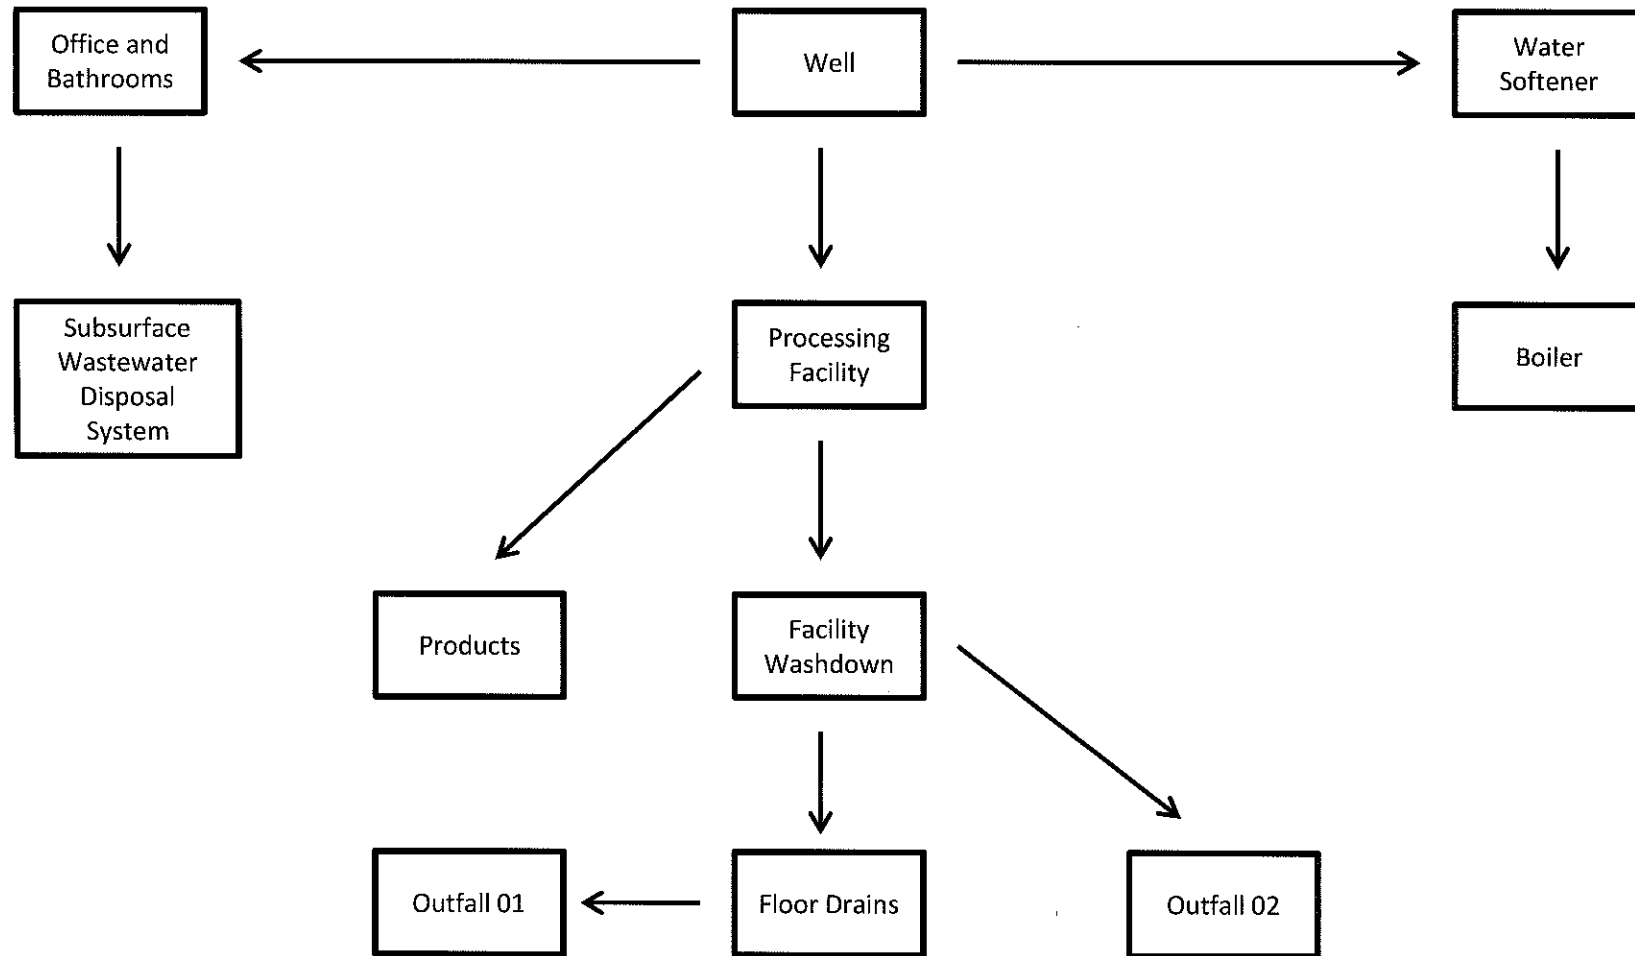 Office and
Bathrooms
Well
Water
Softener
Subsurface
Wastewater
Disposal
System
Processing
Facility
Boiler
Products
Facility
Washdown
Outfall 01
Floor Drains
Outfall 02